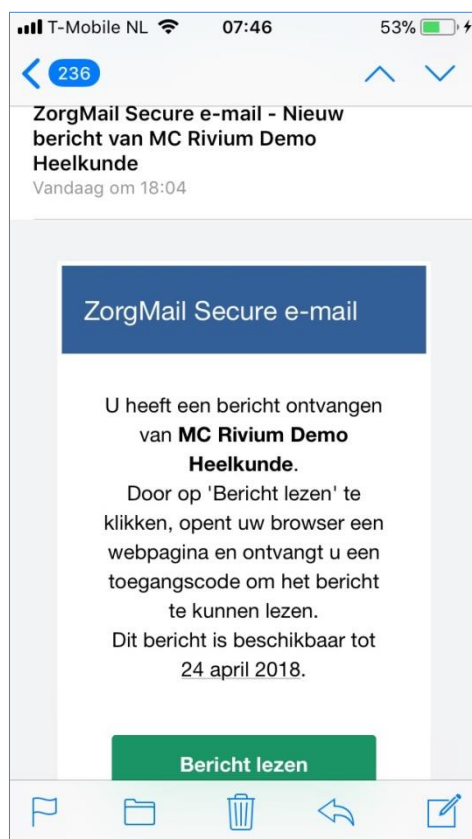 T-Mobile NL 07:46 53%
236
ZorgMail Secure e-mail - Nieuw
bericht van MC Rivium Demo
Heelkunde
Vandaag om 18:04
ZorgMail Secure e-mail
U heeft een bericht ontvangen
van MC Rivium Demo
Heelkunde.
Door op 'Bericht lezen' te
klikken, opent uw browser een
webpagina en ontvangt u een
toegangscode om het bericht
te kunnen lezen.
Dit bericht is beschikbaar tot
24 april 2018.
Bericht lezen